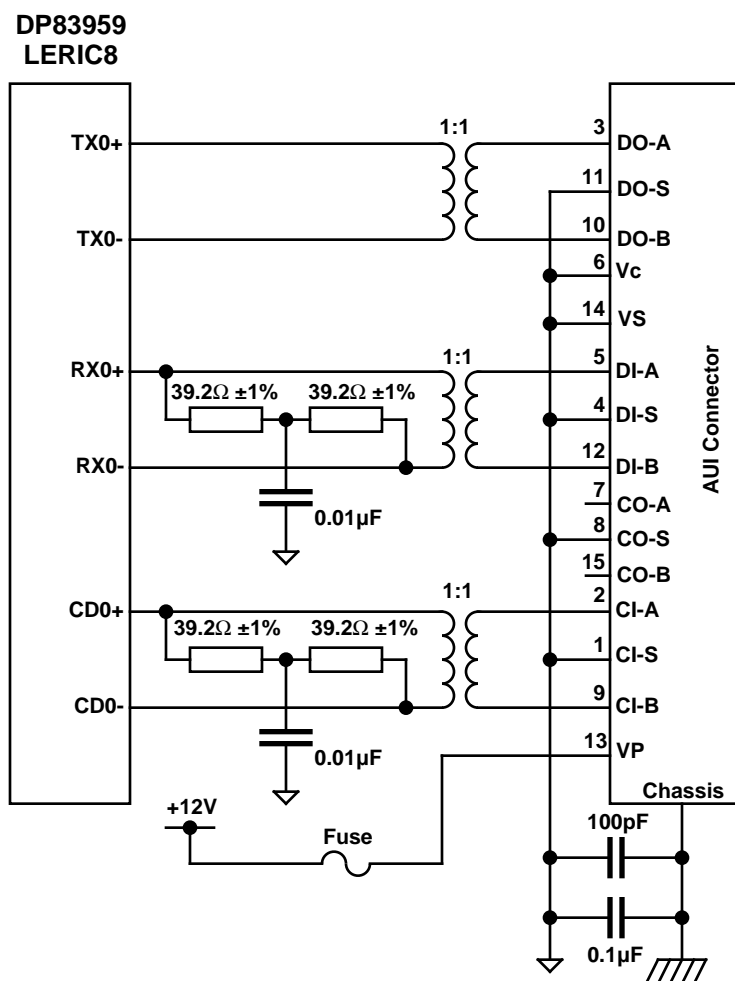 DP83959
LERIC8
TX0+
1:1
3
DO-A
11
DO-S
TX0-
10
DO-B
6
Vc
14
VS
RX0+
1:1
5
DI-A
39.2Ω ±1%
39.2Ω ±1%
4
DI-S
RX0-
12
DI-B
AUI Connector
7
CO-A
0.01µF
8
CO-S
15
CO-B
CD0+
1:1
2
CI-A
39.2Ω ±1%
39.2Ω ±1%
1
CI-S
CD0-
9
CI-B
0.01µF
13
VP
Chassis
+12V
Fuse
100pF
0.1µF